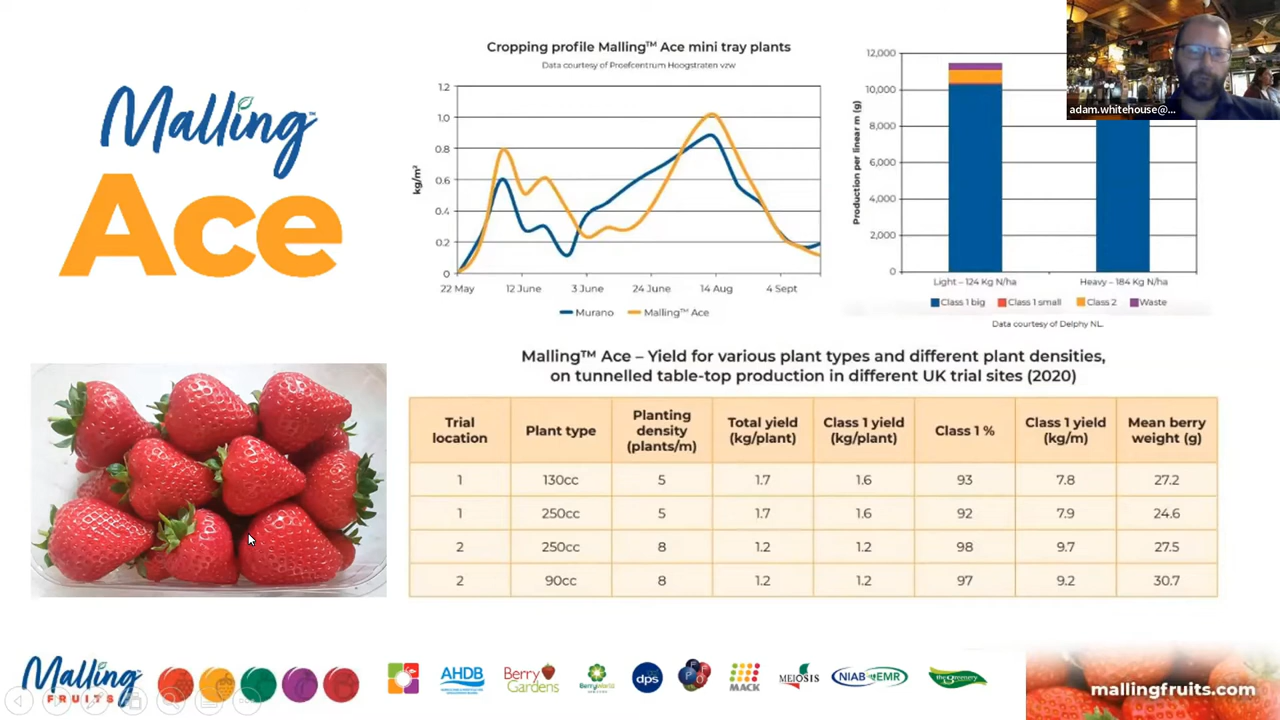 Malling™
Ace
Cropping profile Malling™ Ace mini tray plants
Data courtesy of Proefcentrum Hoogstraten vzw
kg/m²
1.2
1.0
0.8
0.6
0.4
0.2
0
22 May 12 June 3 June 24 June 14 Aug 4 Sept
Murano Malling™ Ace
Production per linear m (g)
12,000
10,000
8,000
6,000
4,000
2,000
0
Light – 124 Kg N/ha Heavy – 184 Kg N/ha
Class 1 big Class 1 small Class 2 Waste
Data courtesy of Delphy NL.
adam.whitehouse@...
Malling™ Ace – Yield for various plant types and different plant densities,
on tunnelled table-top production in different UK trial sites (2020)
Trial location Plant type Planting density (plants/m) Total yield (kg/plant) Class 1 yield (kg/plant) Class 1 % Class 1 yield (kg/m) Mean berry weight (g)
1 130cc 5 1.7 1.6 93 7.8 27.2
1 250cc 5 1.7 1.6 92 7.9 24.6
2 250cc 8 1.2 1.2 98 9.7 27.5
2 90cc 8 1.2 1.2 97 9.2 30.7
Malling™
FRUITS
AHDB
Berry Gardens
BerryWorld
dps
MACK
MEIOSIS
NIAB EMR
the greenery
mallingfruits.com